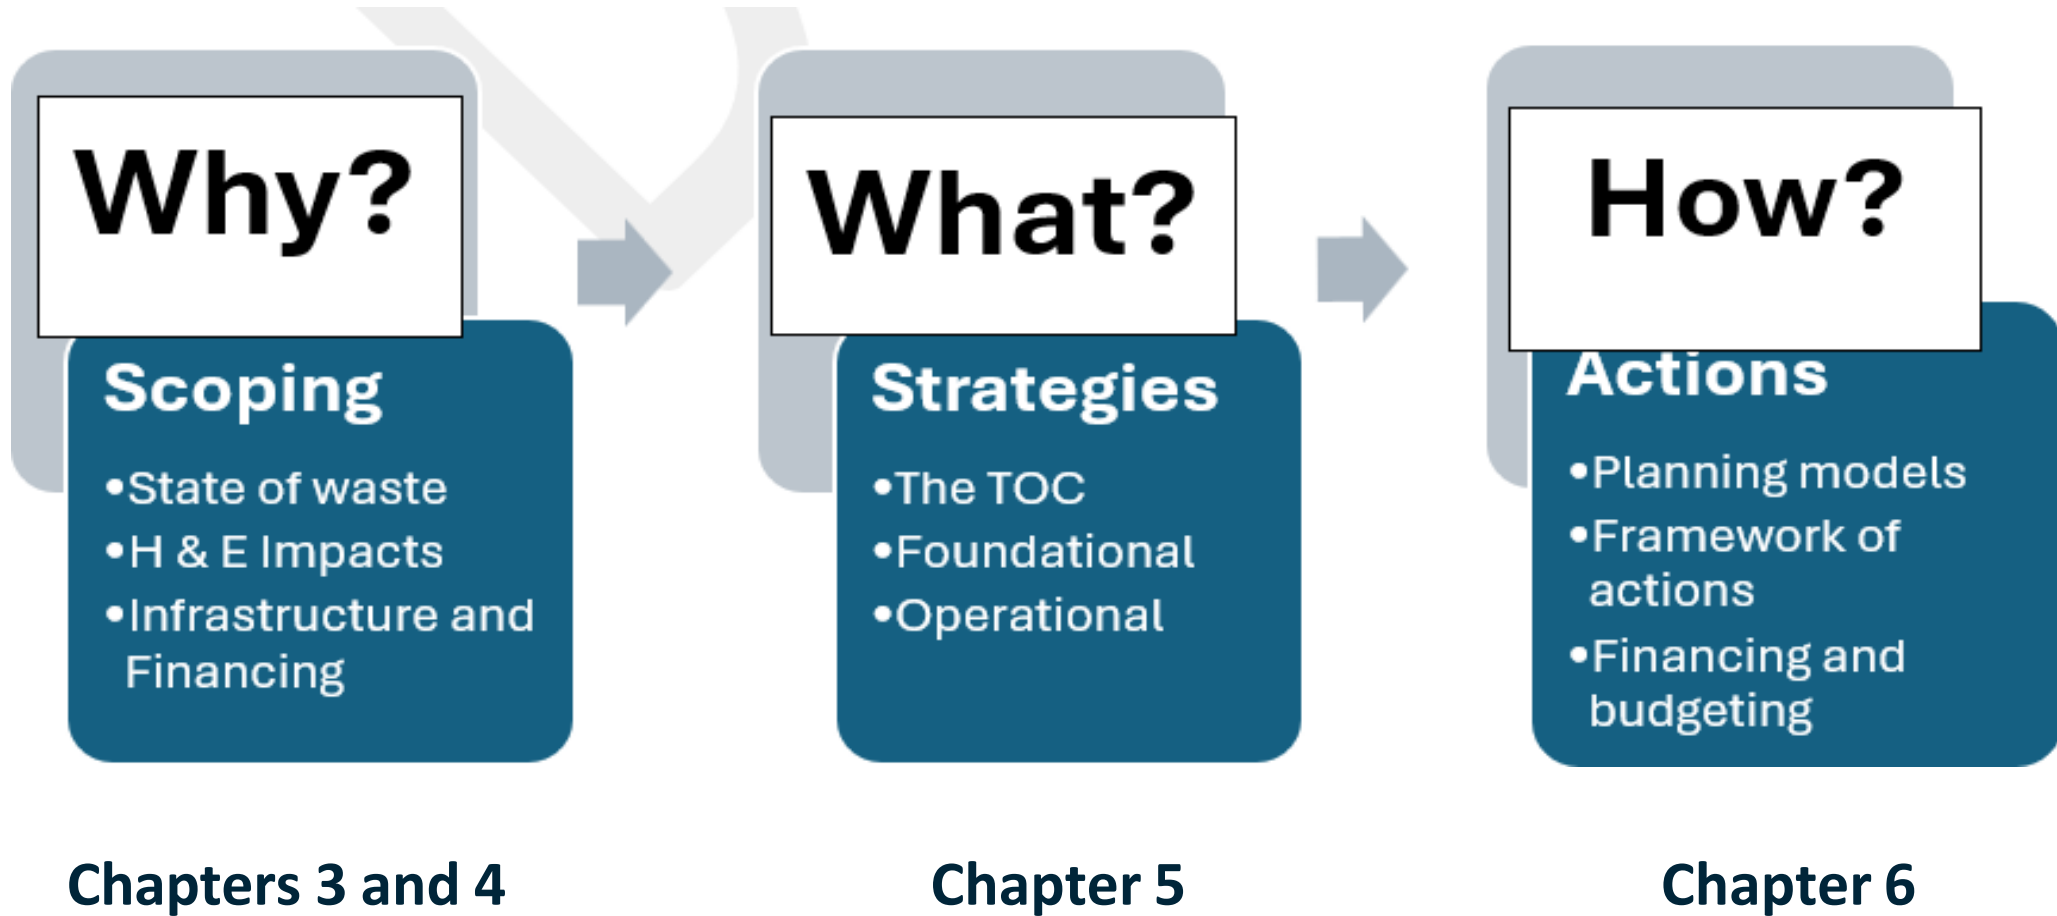 Why?
Scoping
•State of waste
•H & E Impacts
•Infrastructure and
Financing
Chapters 3 and 4
What?
Strategies
•The TOC
•Foundational
•Operational
Chapter 5
How?
Actions
•Planning models
•Framework of
actions
•Financing and
budgeting
Chapter 6